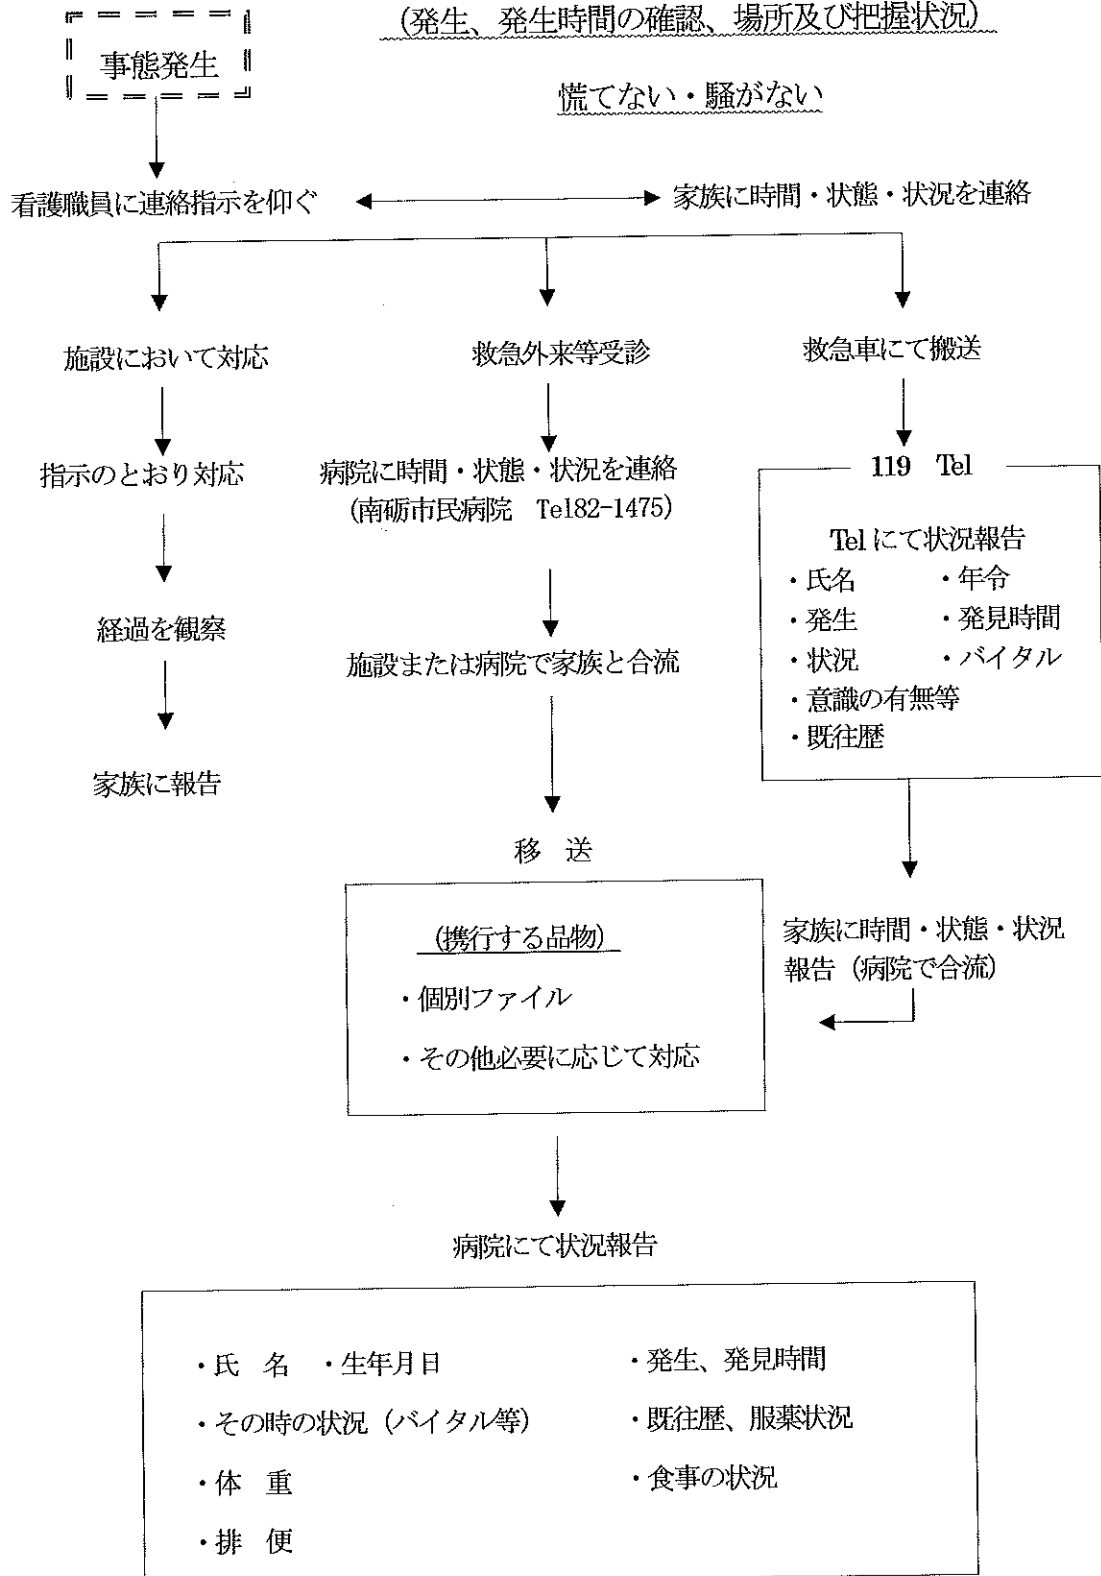 (発生、発生時間の確認、場所及び把握状況)
事態発生
慌てない・騒がない
看護職員に連絡指示を仰ぐ
家族に時間・状態・状況を連絡
施設において対応
救急外来等受診
救急車にて搬送
指示のとおり対応
病院に時間・状態・状況を連絡
(南砺市民病院 Tel82-1475)
119 Tel
Telにて状況報告
・氏名 ・年令
・発生 ・発見時間
・状況 ・バイタル
・意識の有無等
・既往歴
経過を観察
施設または病院で家族と合流
家族に報告
移 送
(携行する品物)
・個別ファイル
・その他必要に応じて対応
家族に時間・状態・状況
報告(病院で合流)
病院にて状況報告
・氏 名 ・生年月日 ・発生、発見時間
・その時の状況(バイタル等) ・既往歴、服薬状況
・体 重 ・食事の状況
・排 便